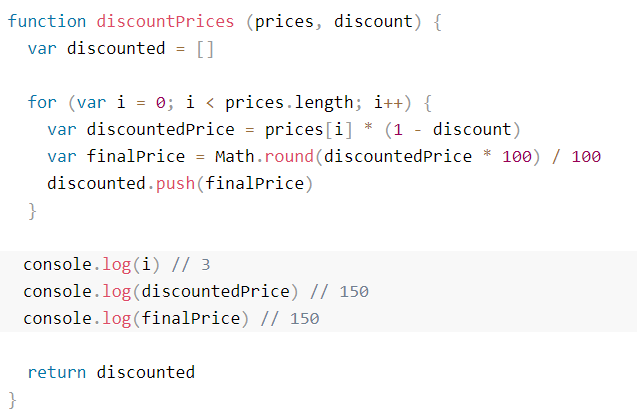 function discountPrices (prices, discount) {
  var discounted = []

  for (var i = 0; i < prices.length; i++) {
    var discountedPrice = prices[i] * (1 - discount)
    var finalPrice = Math.round(discountedPrice * 100) / 100
    discounted.push(finalPrice)
  }

  console.log(i) // 3
  console.log(discountedPrice) // 150
  console.log(finalPrice) // 150

  return discounted
}